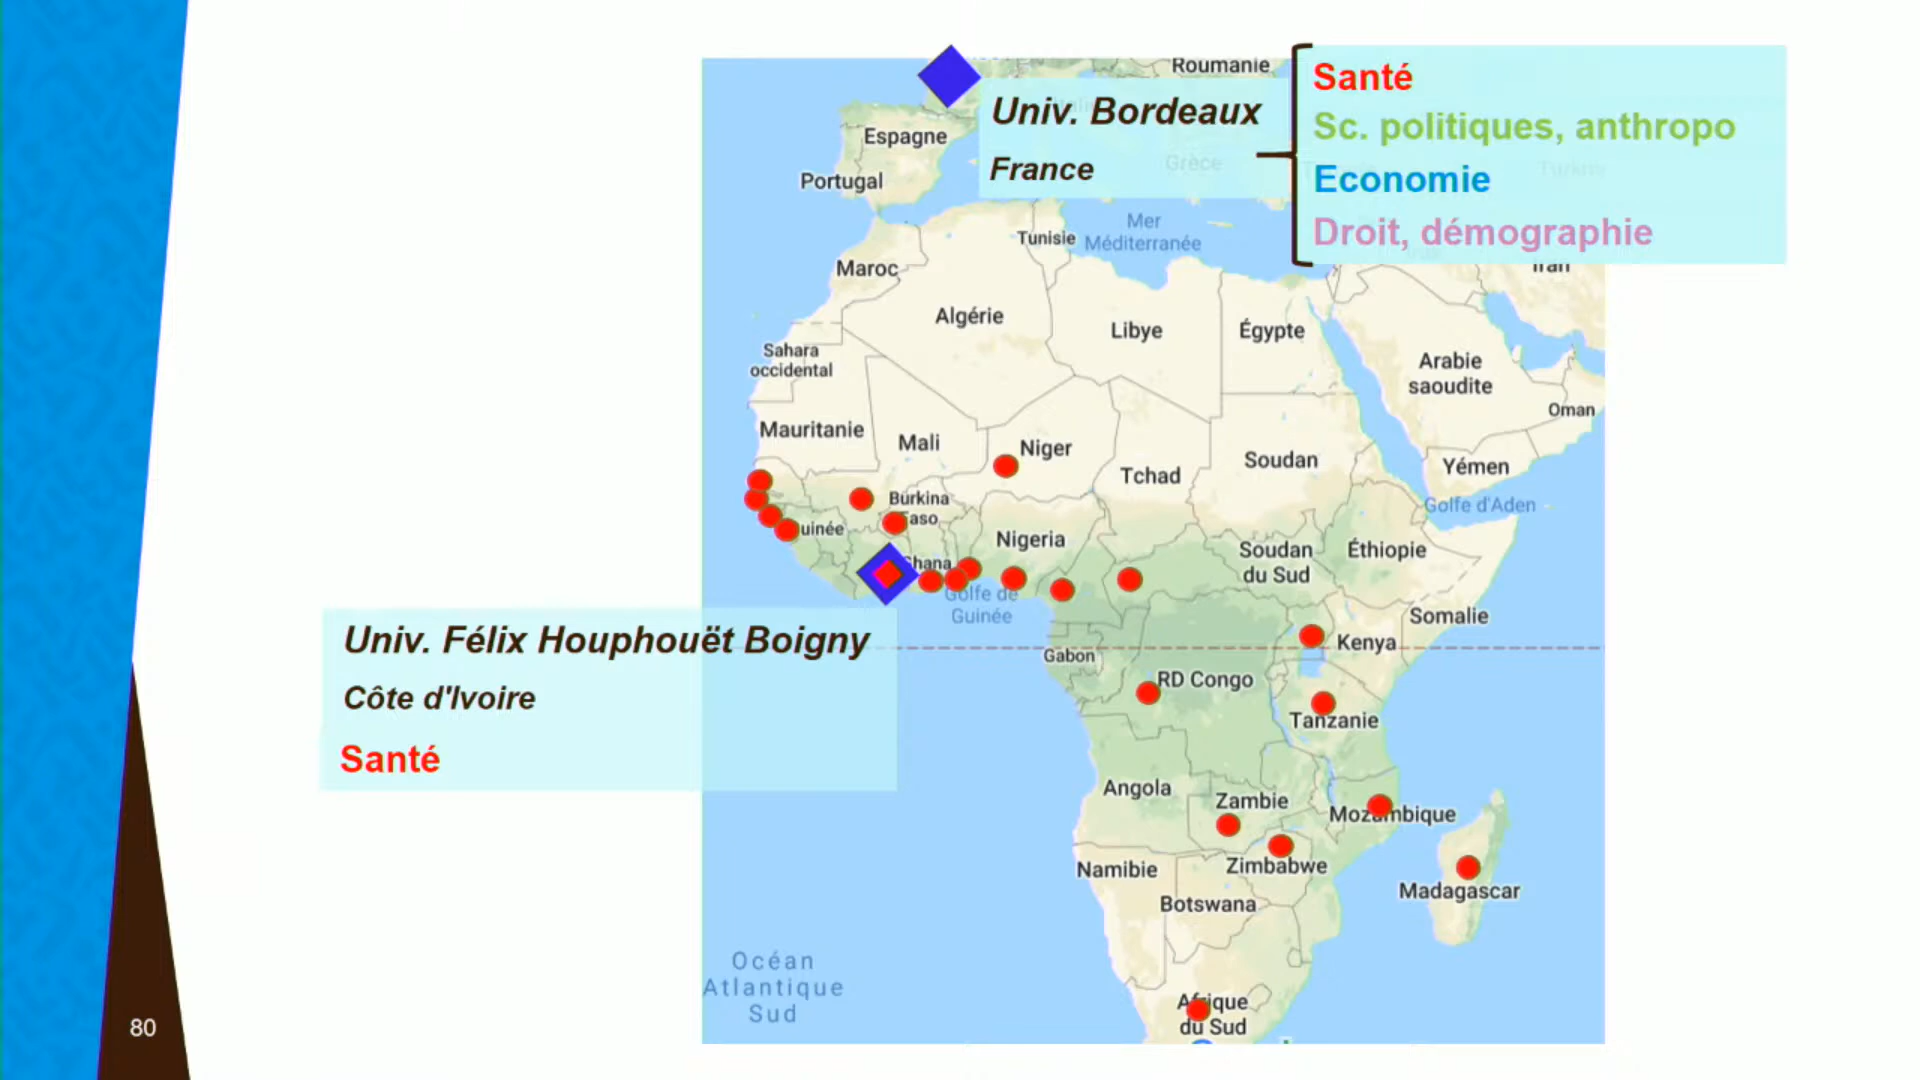 Roumanie
Santé
Univ. Bordeaux
Sc. politiques, anthropo
Espagne
France
Grèce
Economie
Portugal
Droit, démographie
Tunisie
Mer
Méditerranée
Maroc
Iran
Algérie
Libye
Égypte
Sahara
occidental
Arabie
saoudite
Oman
Mauritanie
Mali
Niger
Tchad
Soudan
Yémen
Burkina
Faso
Golfe d'Aden
uinée
Nigeria
Soudan
du Sud
Éthiopie
Ghana
Golfe de
Guinée
Somalie
Univ. Félix Houphouët Boigny
Kenya
Gabon
RD Congo
Côte d'Ivoire
Tanzanie
Santé
Angola
Zambie
Mozambique
Namibie
Zimbabwe
Madagascar
Botswana
Océan
Atlantique
Sud
Afrique
du Sud
80